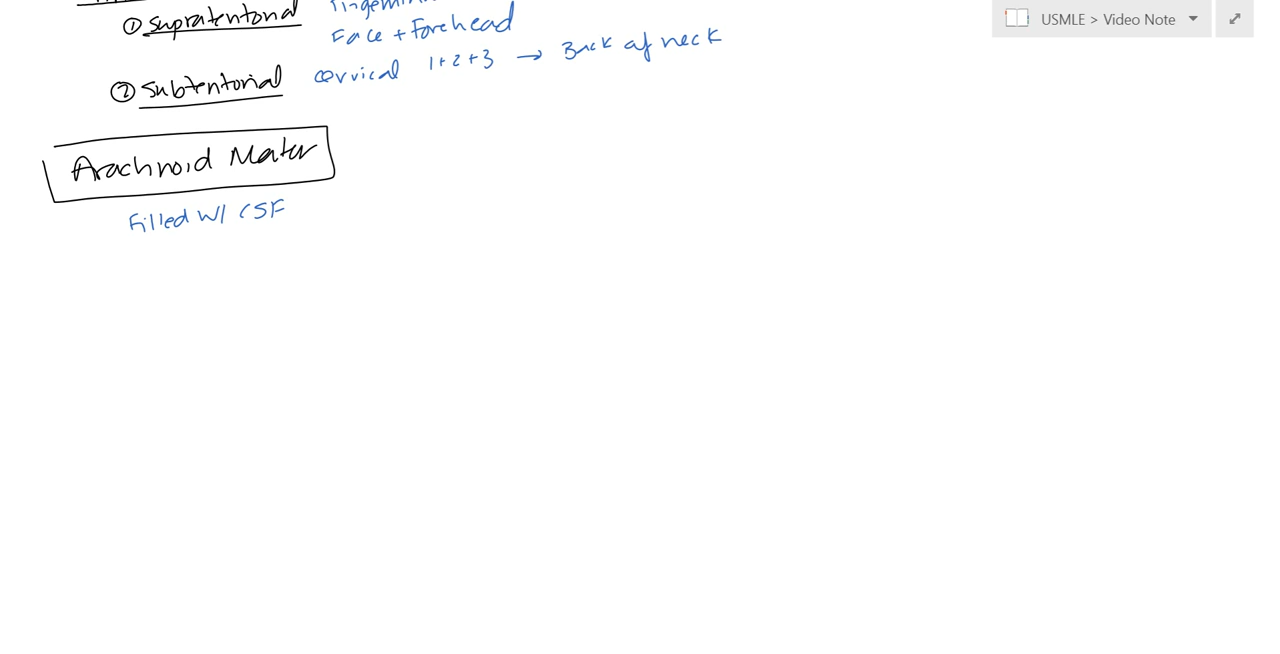 USMLE > Video Note
① Supratentorial
Face + Forehead
② Subtentorial cervical 1+2+3 → Back of neck
Arachnoid Mater
Filled w/ CSF